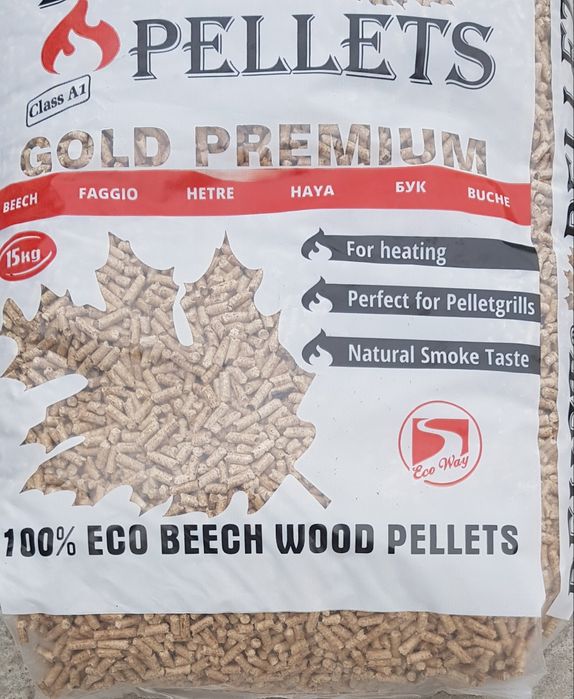 PELLETS
Class A1
GOLD PREMIUM
BEECH FAGGIO HETRE HAYA БУК BUCHE
15kg
For heating
Perfect for Pelletgrills
Natural Smoke Taste
Eco Way
100% ECO BEECH WOOD PELLETS